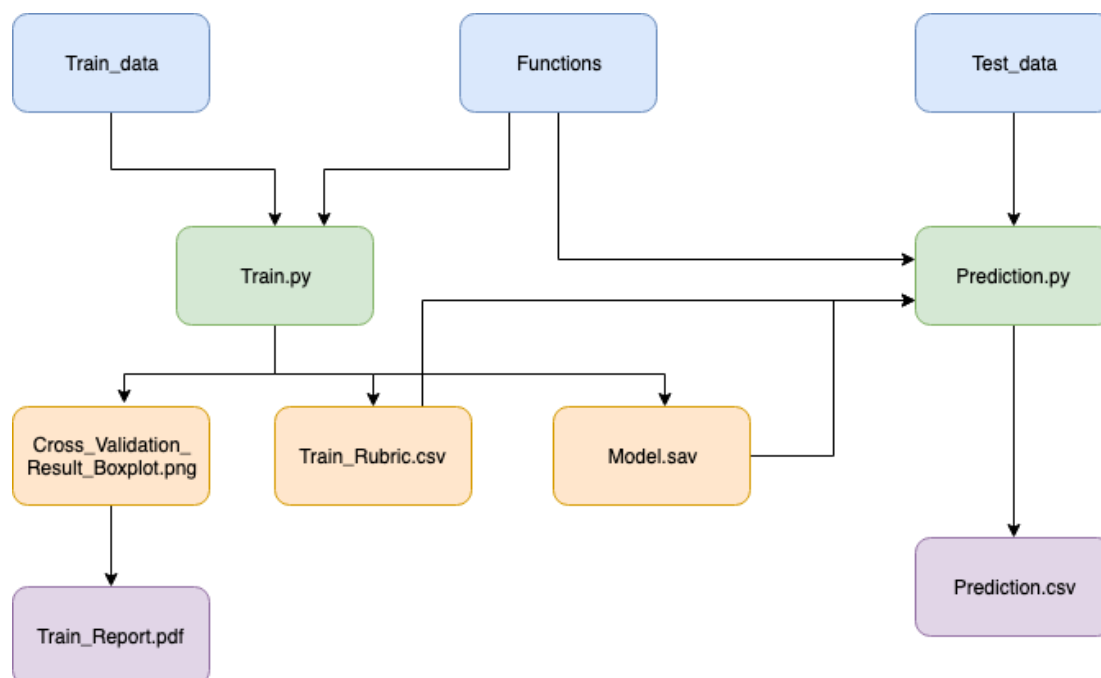 Train_data
Functions
Test_data
Train.py
Prediction.py
Cross_Validation_
Result_Boxplot.png
Train_Rubric.csv
Model.sav
Prediction.csv
Train_Report.pdf